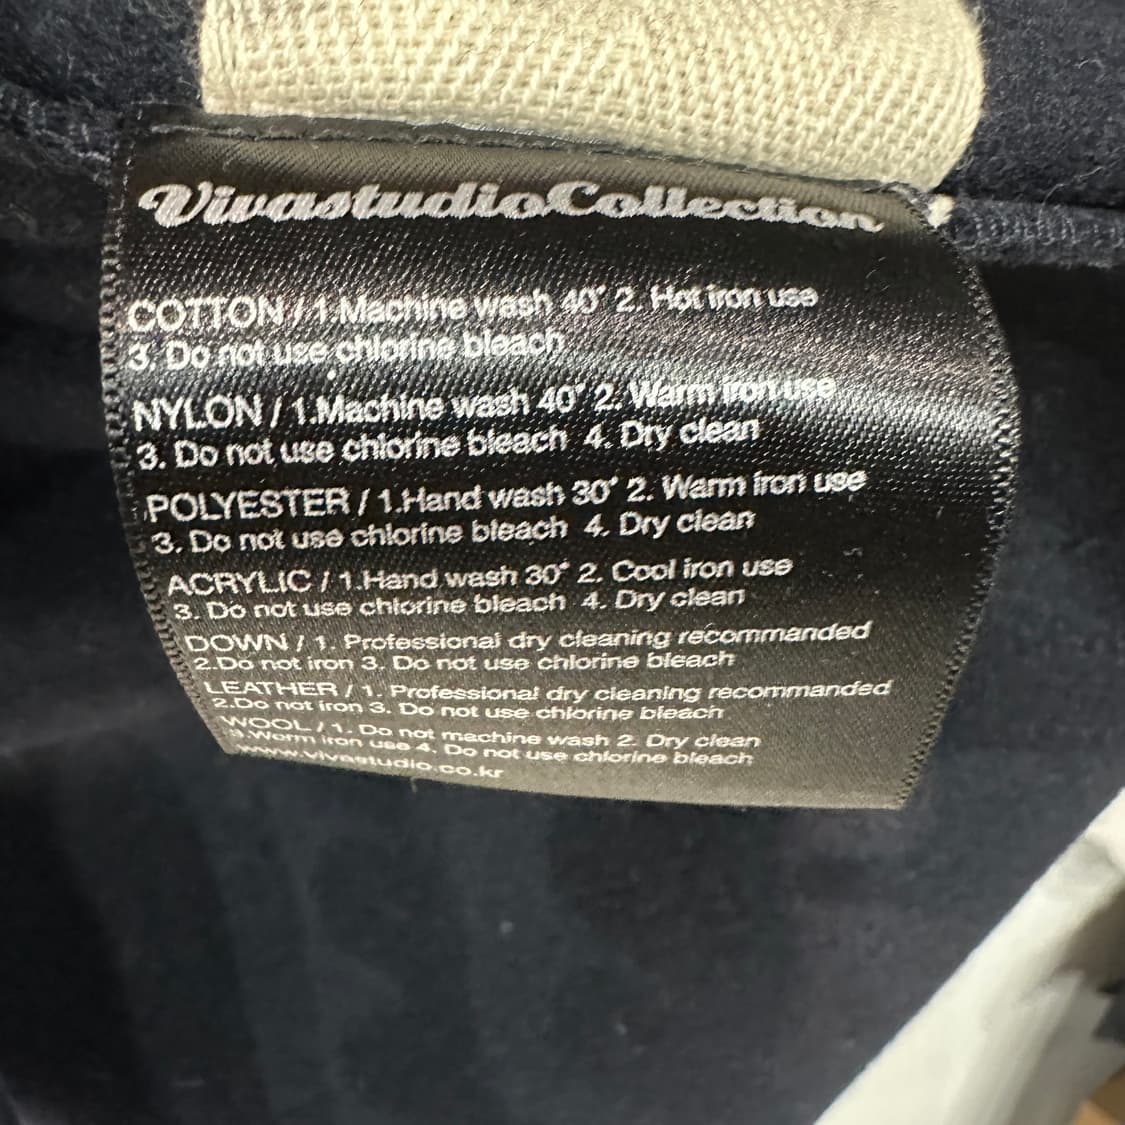 VivastudioCollection
COTTON / 1.Machine wash 40° 2. Hot iron use
3. Do not use chlorine bleach
NYLON / 1.Machine wash 40° 2. Warm iron use
3. Do not use chlorine bleach 4. Dry clean
POLYESTER / 1.Hand wash 30° 2. Warm iron use
3. Do not use chlorine bleach 4. Dry clean
ACRYLIC / 1.Hand wash 30° 2. Cool iron use
3. Do not use chlorine bleach 4. Dry clean
DOWN / 1. Professional dry cleaning recommanded
2.Do not iron 3. Do not use chlorine bleach
LEATHER / 1. Professional dry cleaning recommanded
2.Do not iron 3. Do not use chlorine bleach
WOOL / 1. Do not machine wash 2. Dry clean
3.Worm iron use 4. Do not use chlorine bleach
www.vivastudio.co.kr